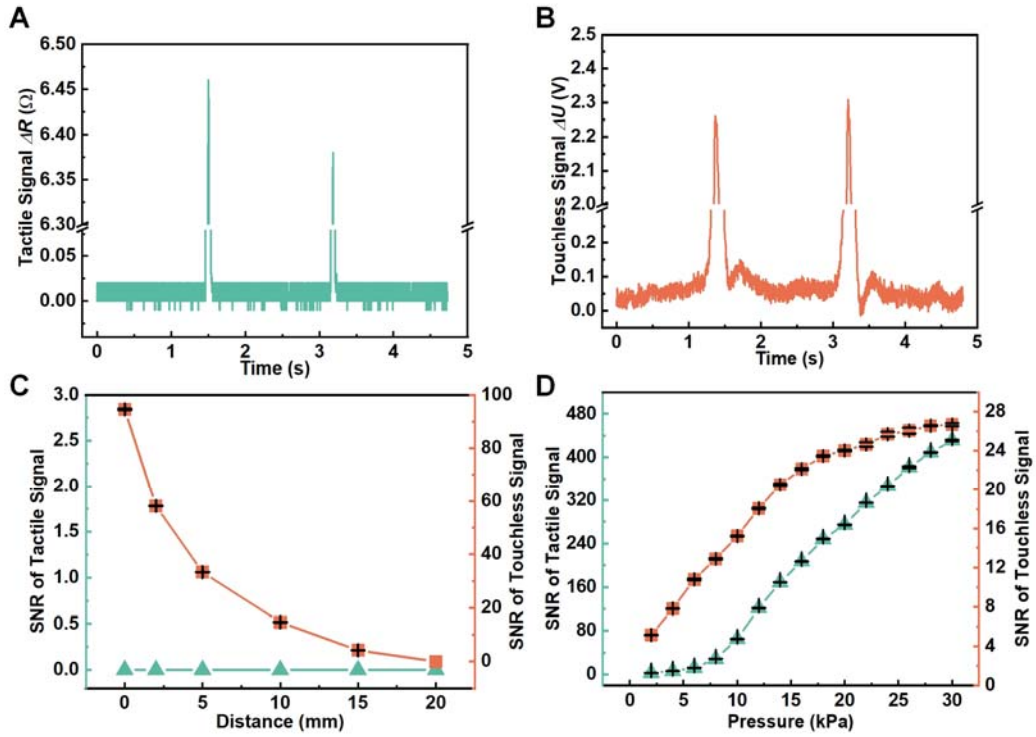 A
Tactile Signal ΔR (Ω)
6.50
6.45
6.40
6.35
6.30
0.05
0.00
0 1 2 3 4 5
Time (s)
B
Touchless Signal ΔU (V)
2.5
2.4
2.3
2.2
2.1
2.0
0.2
0.1
0.0
0 1 2 3 4 5
Time (s)
C
SNR of Tactile Signal
3.0
2.5
2.0
1.5
1.0
0.5
0.0
0 5 10 15 20
Distance (mm)
100
80
60
40
20
0
SNR of Touchless Signal
D
SNR of Tactile Signal
480
400
320
240
160
80
0
0 5 10 15 20 25 30
Pressure (kPa)
28
24
20
16
12
8
4
0
SNR of Touchless Signal